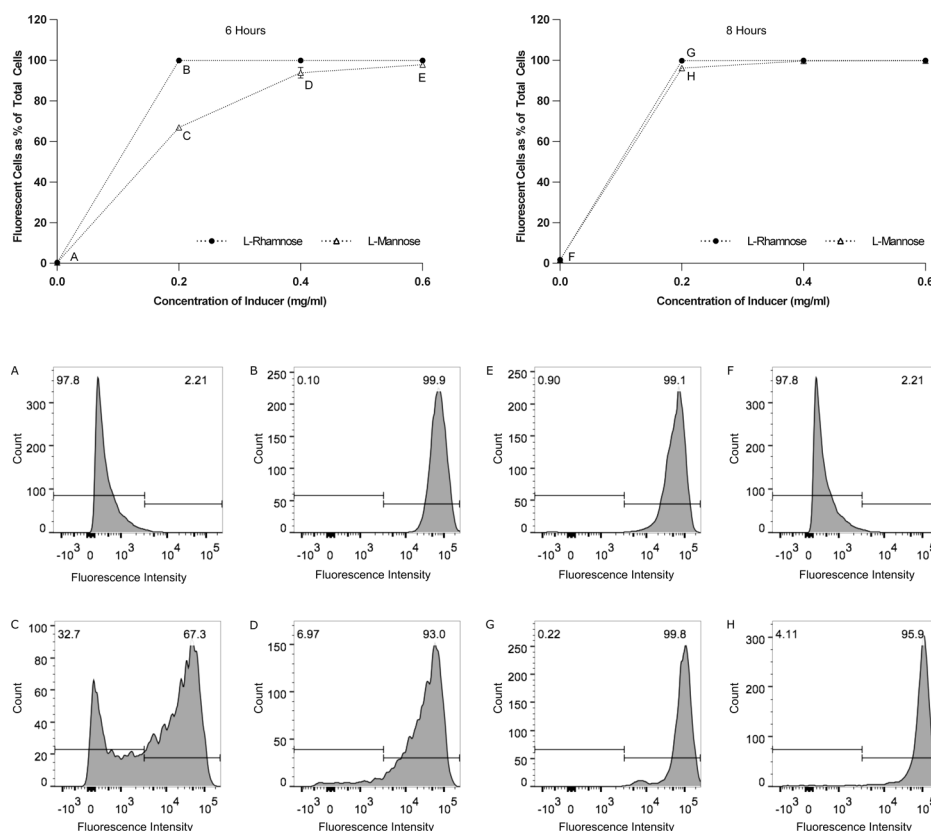 6 Hours
120
100
80
60
40
20
0
Fluorescent Cells as % of Total Cells
A
B
C
D
E
L-Rhamnose
L-Mannose
0.0
0.2
0.4
0.6
Concentration of Inducer (mg/ml)
8 Hours
120
100
80
60
40
20
0
Fluorescent Cells as % of Total Cells
F
G
H
L-Rhamnose
L-Mannose
0.0
0.2
0.4
0.6
Concentration of Inducer (mg/ml)
A
97.8
2.21
300
200
100
0
Count
-10³ 0 10³ 10⁴ 10⁵
Fluorescence Intensity
B
0.10
99.9
250
200
150
100
50
0
Count
-10³ 0 10³ 10⁴ 10⁵
Fluorescence Intensity
E
0.90
99.1
250
200
150
100
50
0
Count
-10³ 0 10³ 10⁴ 10⁵
Fluorescence Intensity
F
97.8
2.21
300
200
100
0
Count
-10³ 0 10³ 10⁴ 10⁵
Fluorescence Intensity
C
32.7
67.3
100
80
60
40
20
0
Count
-10³ 0 10³ 10⁴ 10⁵
Fluorescence Intensity
D
6.97
93.0
150
100
50
0
Count
-10³ 0 10³ 10⁴ 10⁵
Fluorescence Intensity
G
0.22
99.8
250
200
150
100
50
0
Count
-10³ 0 10³ 10⁴ 10⁵
Fluorescence Intensity
H
4.11
95.9
300
200
100
0
Count
-10³ 0 10³ 10⁴ 10⁵
Fluorescence Intensity